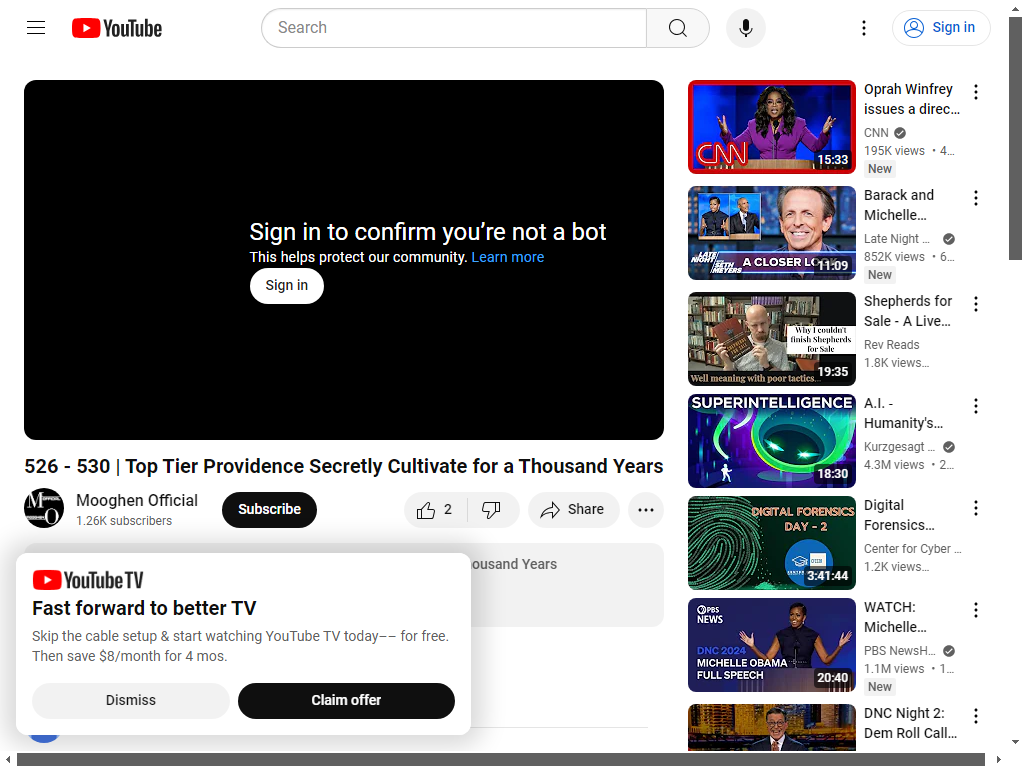 YouTube
Search
Sign in
Sign in to confirm you’re not a bot
This helps protect our community. Learn more
Sign in
526 - 530 | Top Tier Providence Secretly Cultivate for a Thousand Years
Mooghen Official
1.26K subscribers
Subscribe
2
Share
ousand Years
YouTube TV
Fast forward to better TV
Skip the cable setup & start watching YouTube TV today–– for free.
Then save $8/month for 4 mos.
Dismiss
Claim offer
CNN
15:33
Oprah Winfrey
issues a direc...
CNN
195K views • 4...
New
LATE
NIGHT
SETH
MEYERS
A CLOSER LO
11:09
Barack and
Michelle...
Late Night ...
852K views • 6...
New
Why I couldn't
finish Shepherds
for Sale
Well meaning with poor tactics...
19:35
Shepherds for
Sale - A Live...
Rev Reads
1.8K views...
SUPERINTELLIGENCE
18:30
A.I. -
Humanity's...
Kurzgesagt ...
4.3M views • 2...
DIGITAL FORENSICS
DAY - 2
3:41:44
Digital
Forensics...
Center for Cyber ...
1.2K views...
PBS
NEWS
DNC 2024
MICHELLE OBAMA
FULL SPEECH
20:40
WATCH:
Michelle...
PBS NewsH...
1.1M views • 1...
New
DNC Night 2:
Dem Roll Call...